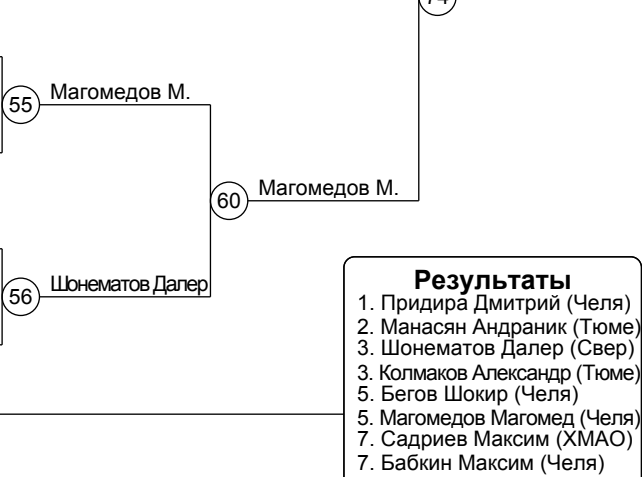 74
Магомедов М.
55
Магомедов М.
60
Шонематов Далер
56
Результаты
1. Придира Дмитрий (Челя)
2. Манасян Андраник (Тюме)
3. Шонематов Далер (Свер)
3. Колмаков Александр (Тюме)
5. Бегов Шокир (Челя)
5. Магомедов Магомед (Челя)
7. Садриев Максим (ХМАО)
7. Бабкин Максим (Челя)